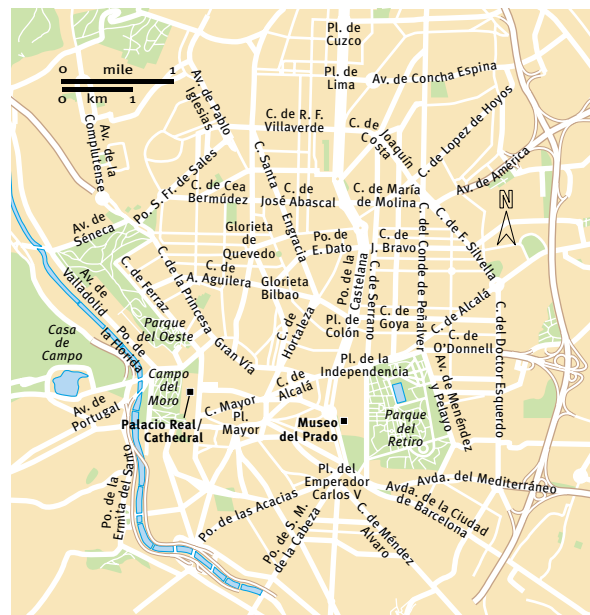 Pl. de
Cuzco
0 mile 1
0 km 1
Pl. de
Lima
Av. de Concha Espina
Av. de Pablo
Iglesias
C. de R. F.
Villaverde
C. de
Joaquín
Costa
C. de Lopez de Hoyos
Av. de la
Complutense
Po. S. Fr. de Sales
C. Santa
Engracia
Av. de América
N
C. de Cea
Bermúdez
C. de
José Abascal
C. de María
de Molina
Av. de
Séneca
Glorieta
de
Quevedo
Po. de
E. Dato
C. de
J. Bravo
C. del Conde de Peñalver
C. de F. Silvella
Av. de
Valladolid
C. de Ferraz
C. de la Princesa
C. de
A. Aguilera
Glorieta
Bilbao
Po. de la
Castellana
C. de Serrano
Casa
de
Campo
Po. de
la Florida
Parque
del Oeste
Gran Vía
C. de
Hortaleza
Pl. de
Colón
C. de
Goya
C. de Alcalá
C. de
O'Donnell
C. del Doctor Esquerdo
Campo
del
Moro
Pl. de la
Independencia
Av. de Menéndez
y Pelayo
C. de
Alcalá
Av. de
Portugal
Palacio Real/
Cathedral
C. Mayor
Pl.
Mayor
Museo
del Prado
Parque
del
Retiro
Po. de la
Ermita del Santo
Pl. del
Emperador
Carlos V
Avda. del Mediterráneo
Avda. de la Ciudad
de Barcelona
Po. de las Acacias
Po. de S. M.
de la Cabeza
C. de Méndez
Alvaro